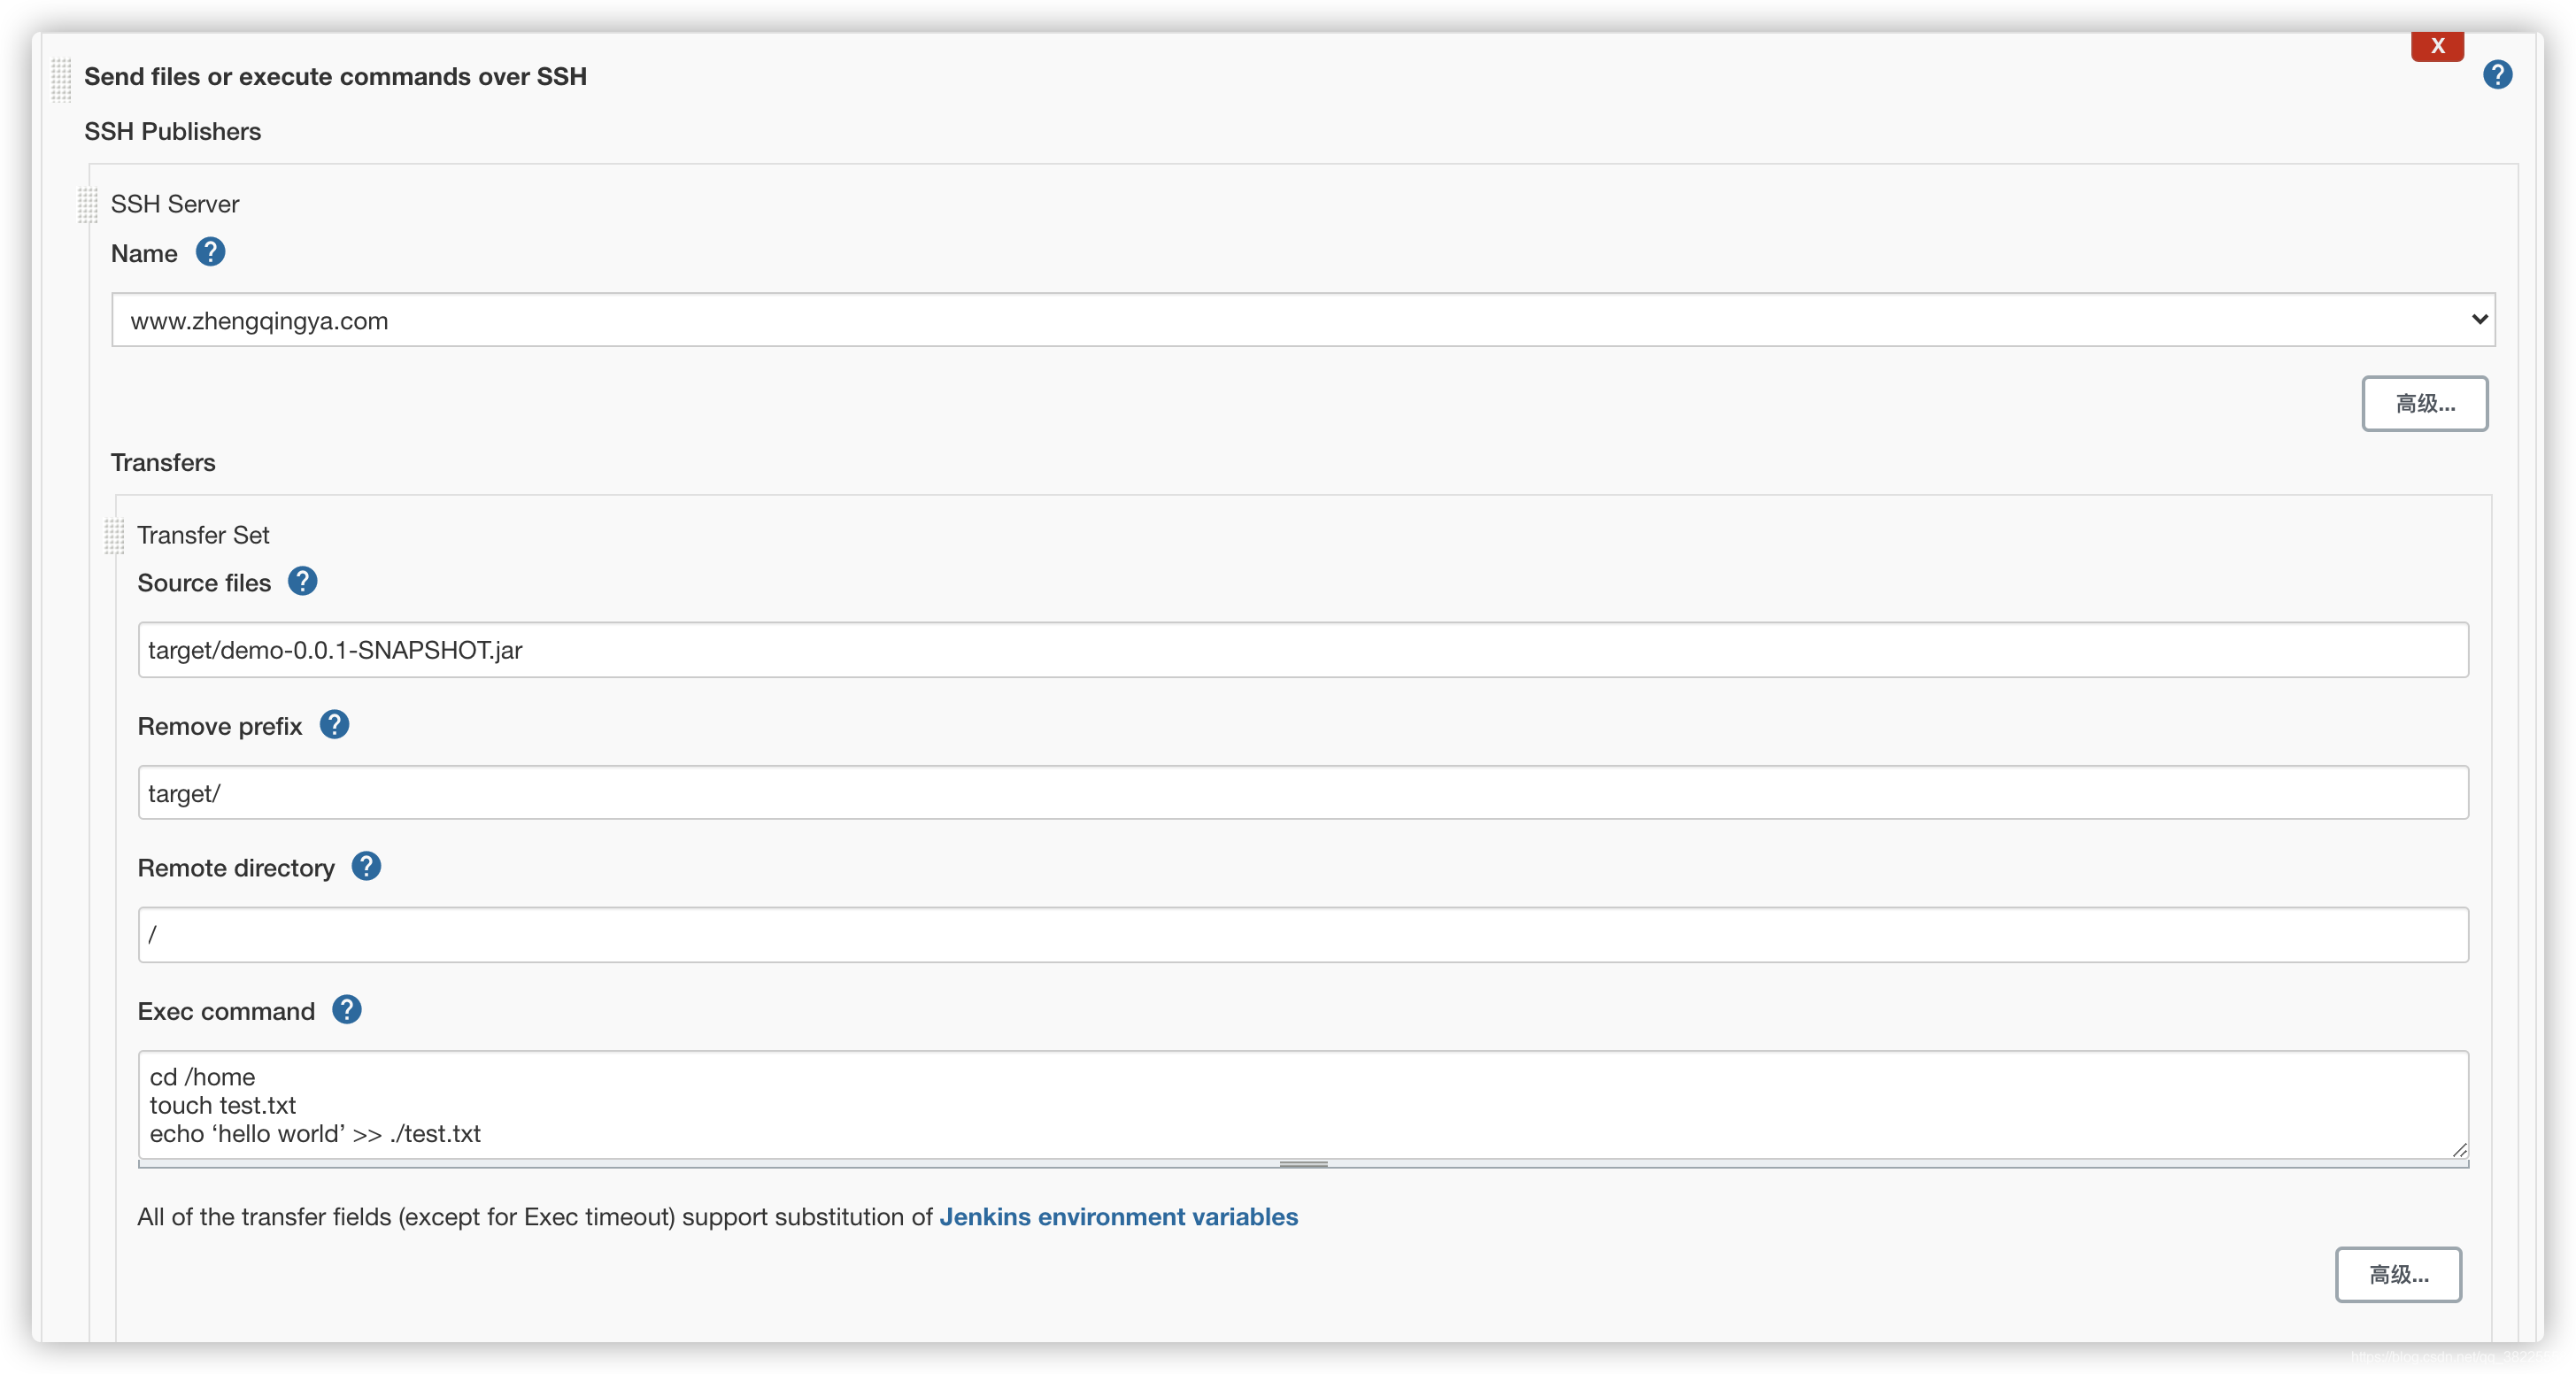 X
Send files or execute commands over SSH
?
SSH Publishers
SSH Server
Name ?
www.zhengqingya.com
高级...
Transfers
Transfer Set
Source files ?
target/demo-0.0.1-SNAPSHOT.jar
Remove prefix ?
target/
Remote directory ?
/
Exec command ?
cd /home
touch test.txt
echo ‘hello world’ >> ./test.txt
All of the transfer fields (except for Exec timeout) support substitution of Jenkins environment variables
高级...